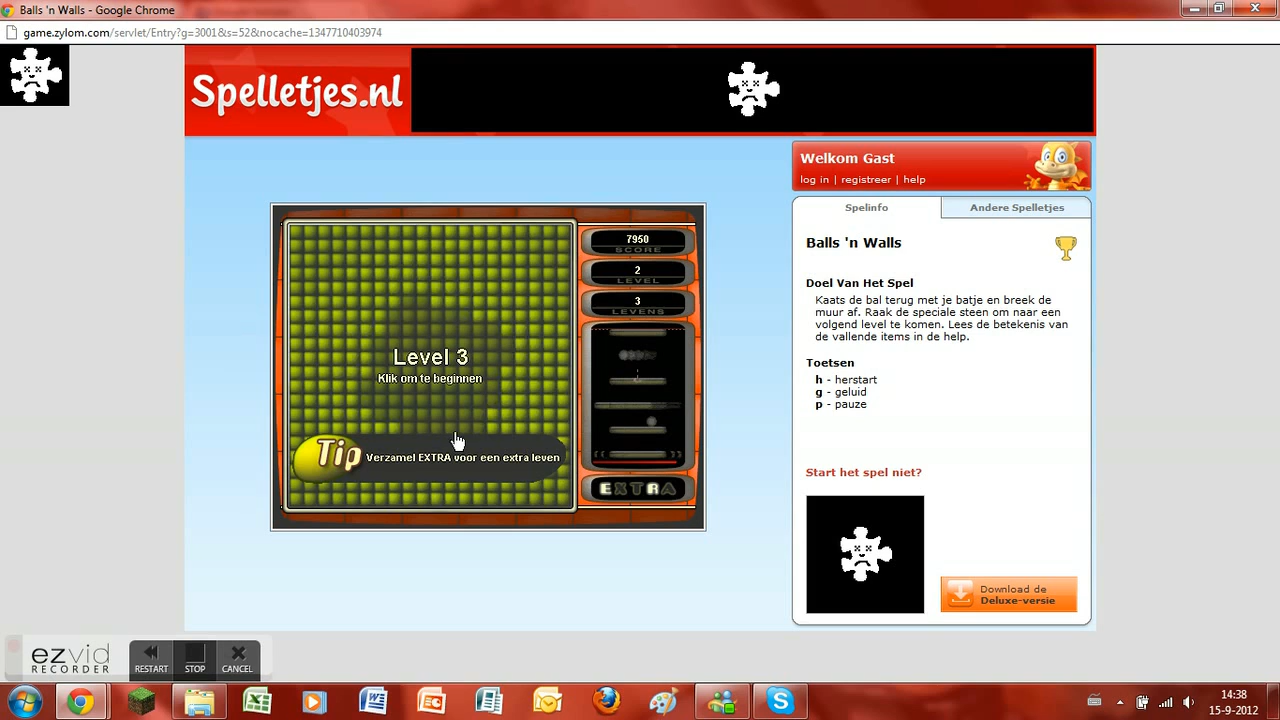 Balls 'n Walls - Google Chrome
game.zylom.com/servlet/Entry?g=3001&s=52&nocache=1347710403974
Spelletjes.nl
Welkom Gast
log in | registreer | help
Spelinfo
Andere Spelletjes
Balls 'n Walls
Doel Van Het Spel
Kaats de bal terug met je batje en breek de
muur af. Raak de speciale steen om naar een
volgend level te komen. Lees de betekenis van
de vallende items in de help.
Toetsen
h - herstart
g - geluid
p - pauze
Start het spel niet?
Download de
Deluxe-versie
7950
SCORE
2
LEVEL
3
LEVENS
EXTRA
Level 3
Klik om te beginnen
Tip
Verzamel EXTRA voor een extra leven
ezvid
RECORDER
RESTART
STOP
CANCEL
14:38
15-9-2012